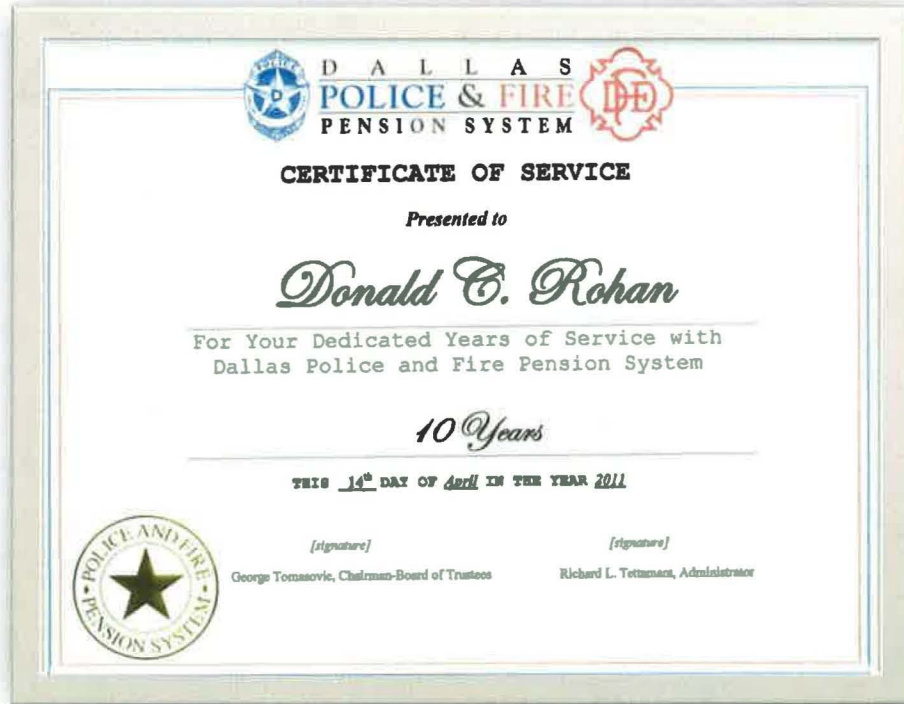 DALLAS
POLICE & FIRE
PENSION SYSTEM
D
DFD
POLICE
CERTIFICATE OF SERVICE
Presented to
Donald C. Rohan
For Your Dedicated Years of Service with
Dallas Police and Fire Pension System
10 Years
THIS 14th DAY OF April IN THE YEAR 2011
[signature]
[signature]
George Tomasovic, Chairman-Board of Trustees
Richard L. Tettamant, Administrator
POLICE AND FIRE
PENSION SYSTEM